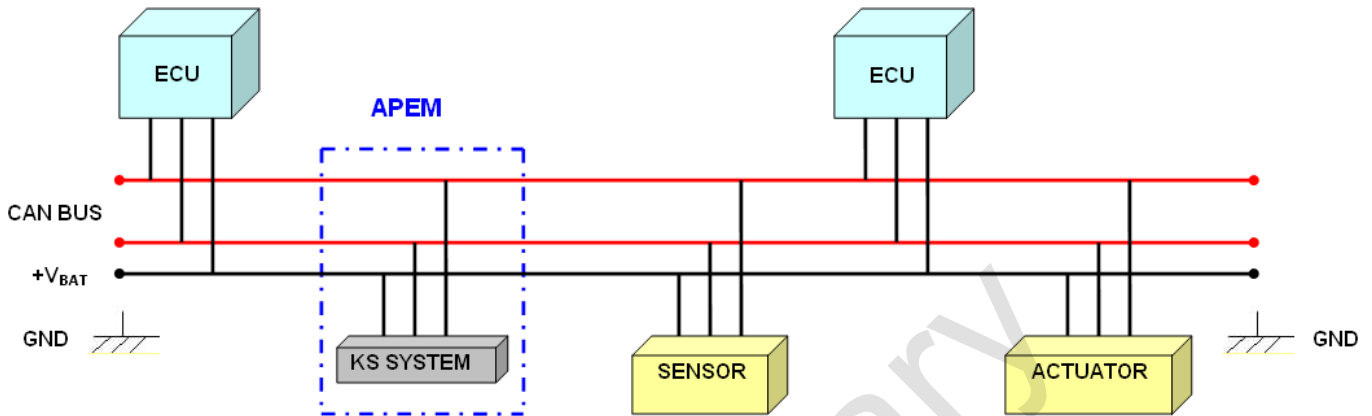 ECU
ECU
APEM
CAN BUS
+VBAT
GND
GND
KS SYSTEM
SENSOR
ACTUATOR